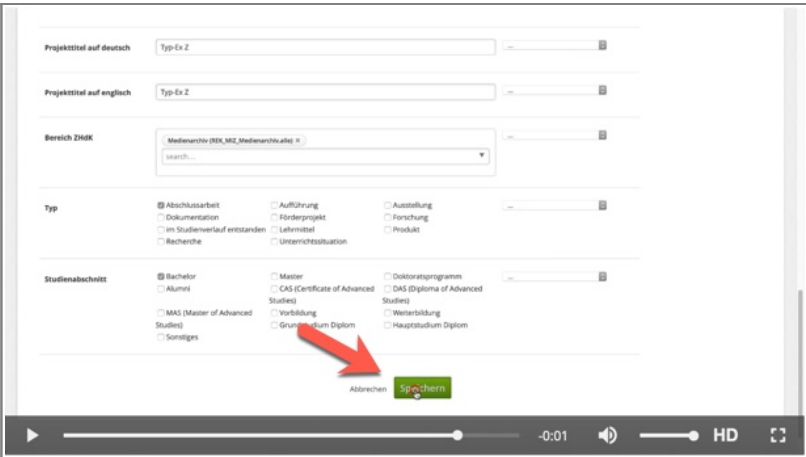 Projekttitel auf deutsch Typ-Ex Z ...
Projekttitel auf englisch Typ-Ex Z ...
Bereich ZHdK Medienarchiv (REK_MIZ_Medienarchiv.alle) × ...
search...
Typ Abschlussarbeit Aufführung Ausstellung ...
Dokumentation Förderprojekt Forschung
im Studienverlauf entstanden Lehrmittel Produkt
Recherche Unterrichtssituation
Studienabschnitt Bachelor Master Doktoratsprogramm ...
Alumni CAS (Certificate of Advanced DAS (Diploma of Advanced
Studies) Studies)
MAS (Master of Advanced Vorbildung Weiterbildung
Studies) Grundstudium Diplom Hauptstudium Diplom
Sonstiges
Abbrechen Speichern
-0:01 HD